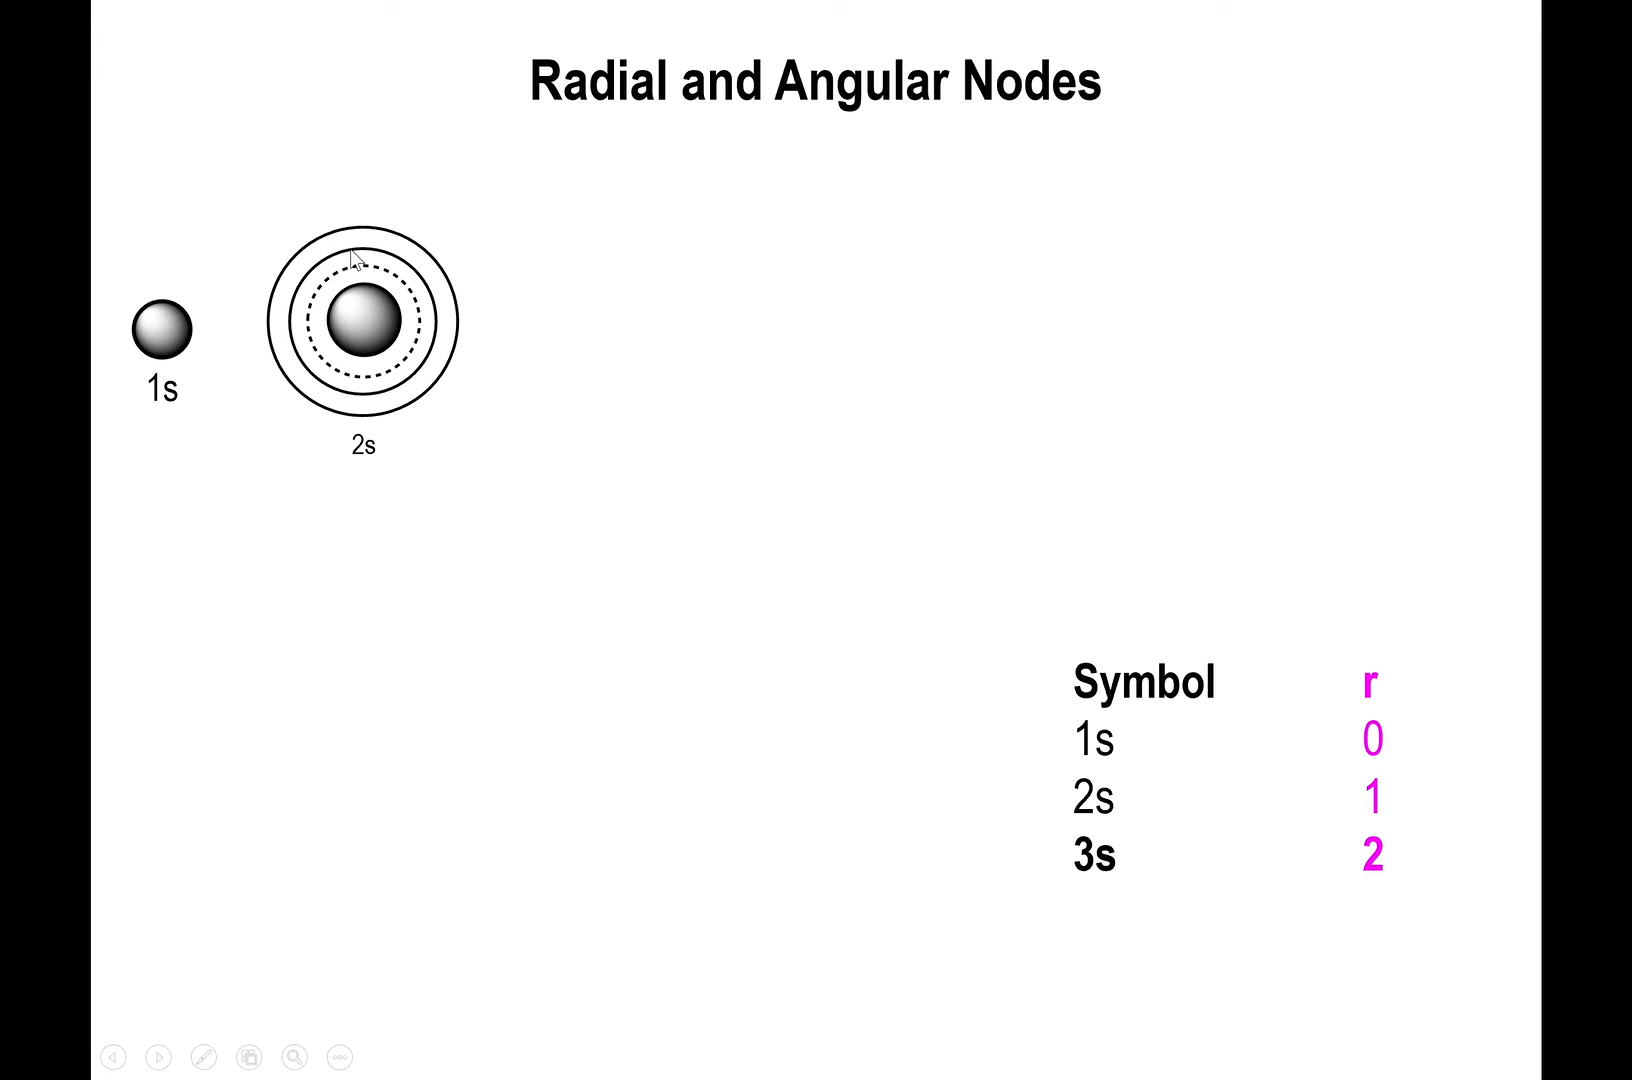 Radial and Angular Nodes
1s
2s
Symbol r
1s 0
2s 1
3s 2